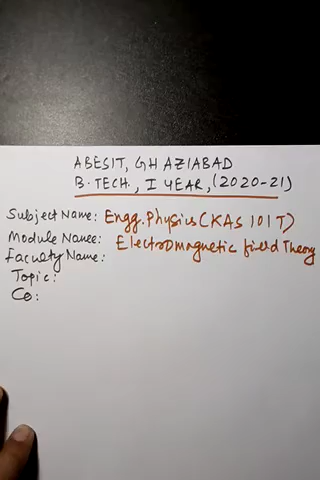 ABESIT, GHAZIABAD
B.TECH., I YEAR, (2020-21)
Subject Name: Engg. Physics (KAS 101T)
Module Name: Electromagnetic field Theory
Faculty Name:
Topic:
Co: